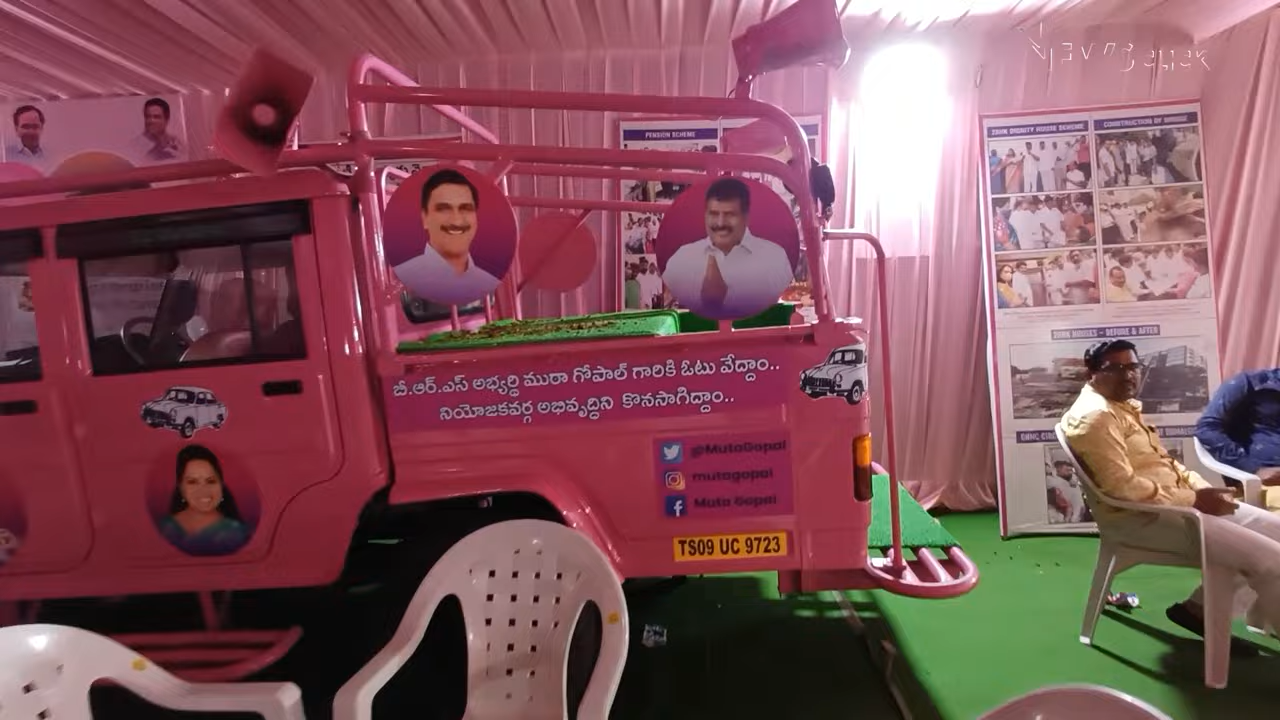 PENSION SCHEME
2BHK DIGNITY HOUSE SCHEME
CONSTRUCTION OF BRIDGE
2BHK HOUSES - BEFORE & AFTER
బీ.ఆర్.ఎస్ అభ్యర్థి ముఠా గోపాల్ గారికి ఓటు వేద్దాం..
నియోజకవర్గ అభివృద్ధిని కొనసాగిద్దాం..
@MutaGopal
mutagopal
Muta Gopal
TS09 UC 9723